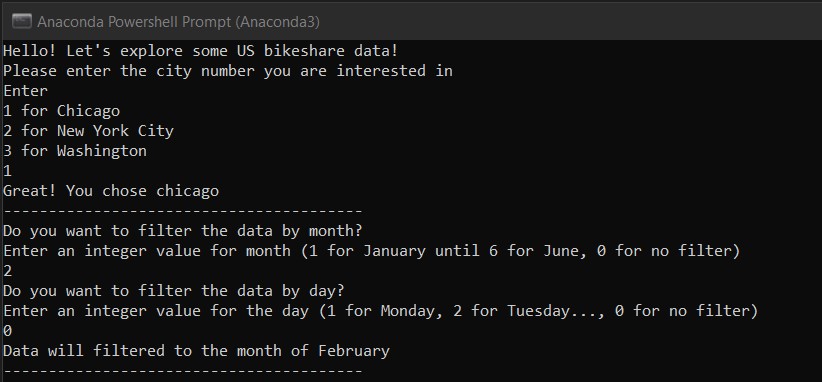 Anaconda Powershell Prompt (Anaconda3)
Hello! Let's explore some US bikeshare data!
Please enter the city number you are interested in
Enter
1 for Chicago
2 for New York City
3 for Washington
1
Great! You chose chicago
----------------------------------------
Do you want to filter the data by month?
Enter an integer value for month (1 for January until 6 for June, 0 for no filter)
2
Do you want to filter the data by day?
Enter an integer value for the day (1 for Monday, 2 for Tuesday..., 0 for no filter)
0
Data will filtered to the month of February
----------------------------------------